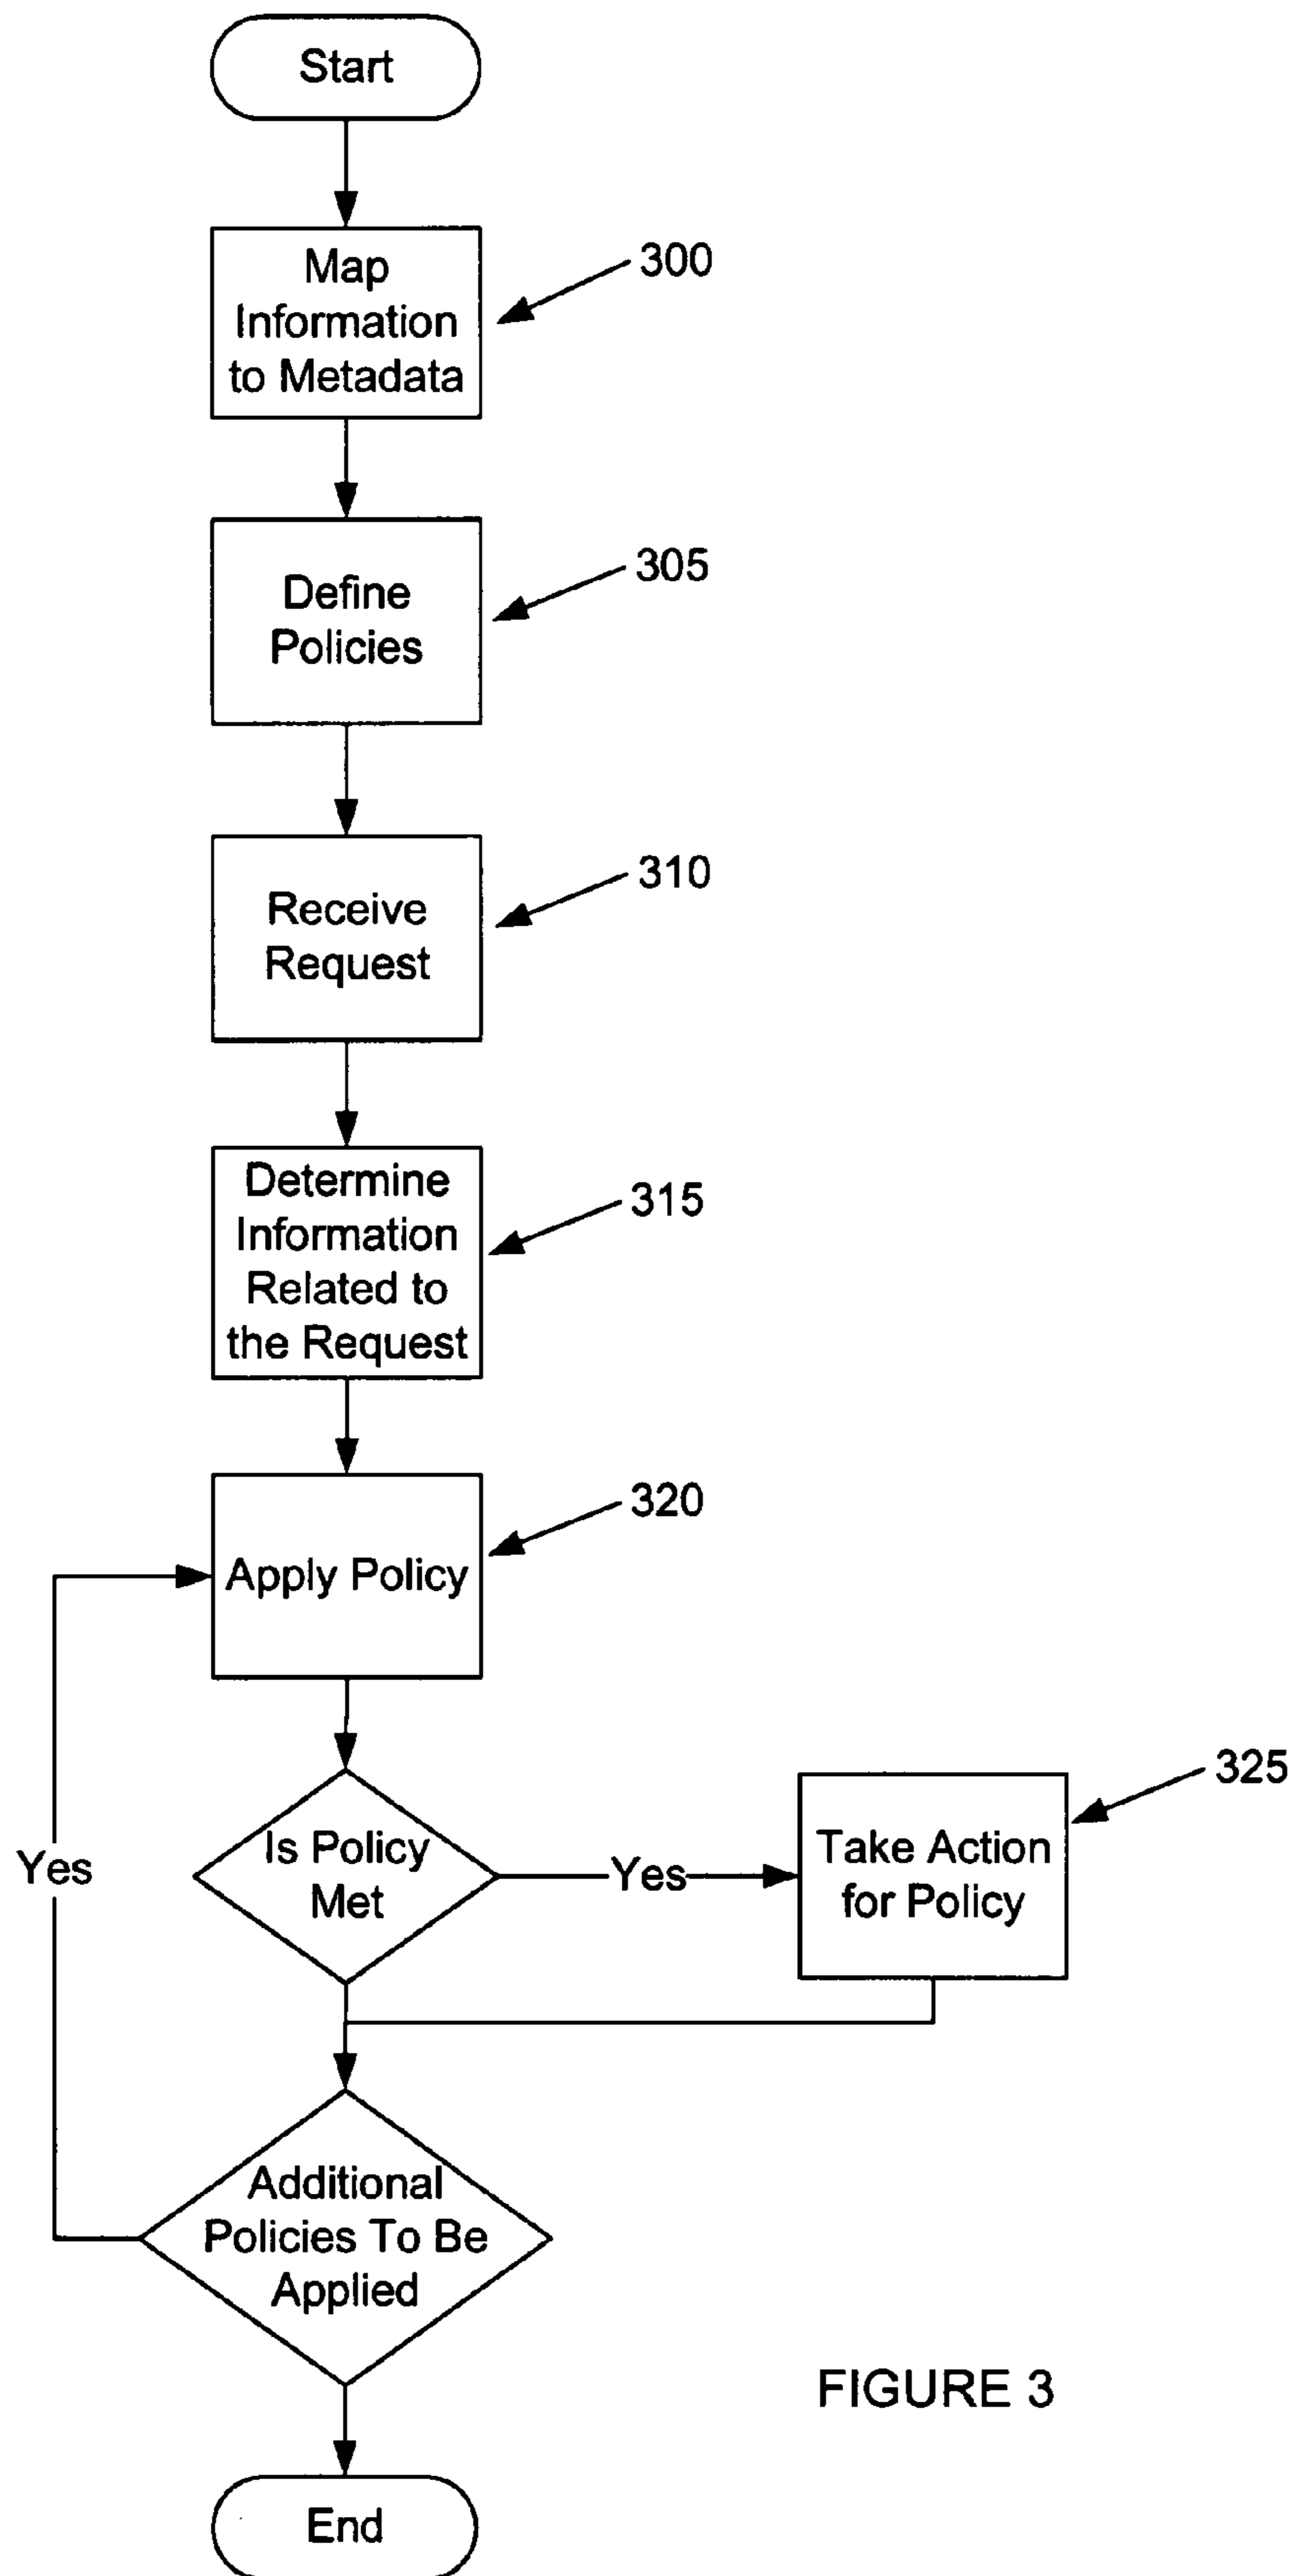 Start
Map
Information
to Metadata
300
Define
Policies
305
Receive
Request
310
Determine
Information
Related to
the Request
315
Apply Policy
320
Is Policy
Met
Yes
Take Action
for Policy
325
Yes
Additional
Policies To Be
Applied
End
FIGURE 3